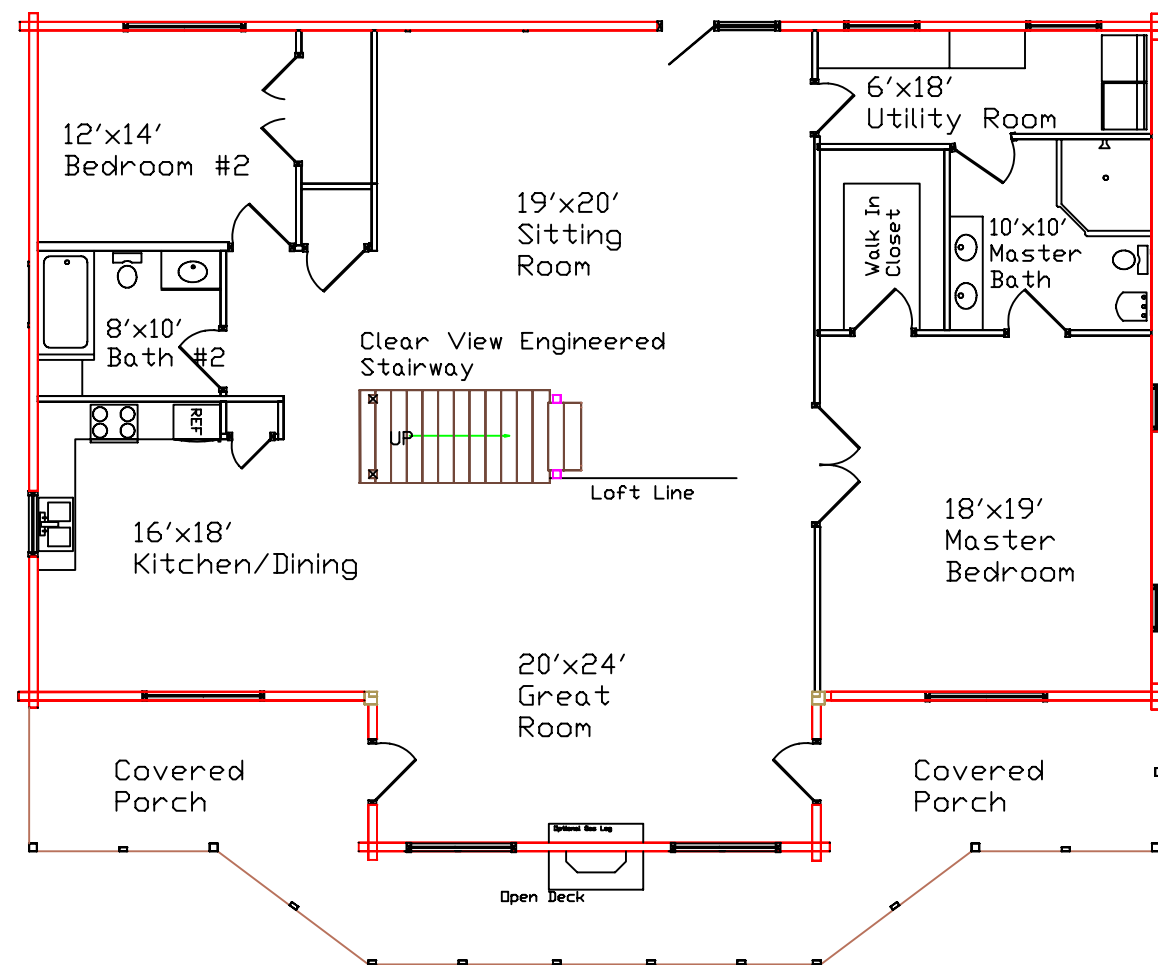 12'x14'
Bedroom #2
6'x18'
Utility Room
19'x20'
Sitting
Room
Walk In
Closet
10'x10'
Master
Bath
8'x10'
Bath #2
Clear View Engineered
Stairway
REF
UP
Loft Line
16'x18'
Kitchen/Dining
18'x19'
Master
Bedroom
20'x24'
Great
Room
Covered
Porch
Covered
Porch
Optional Gas Log
Open Deck